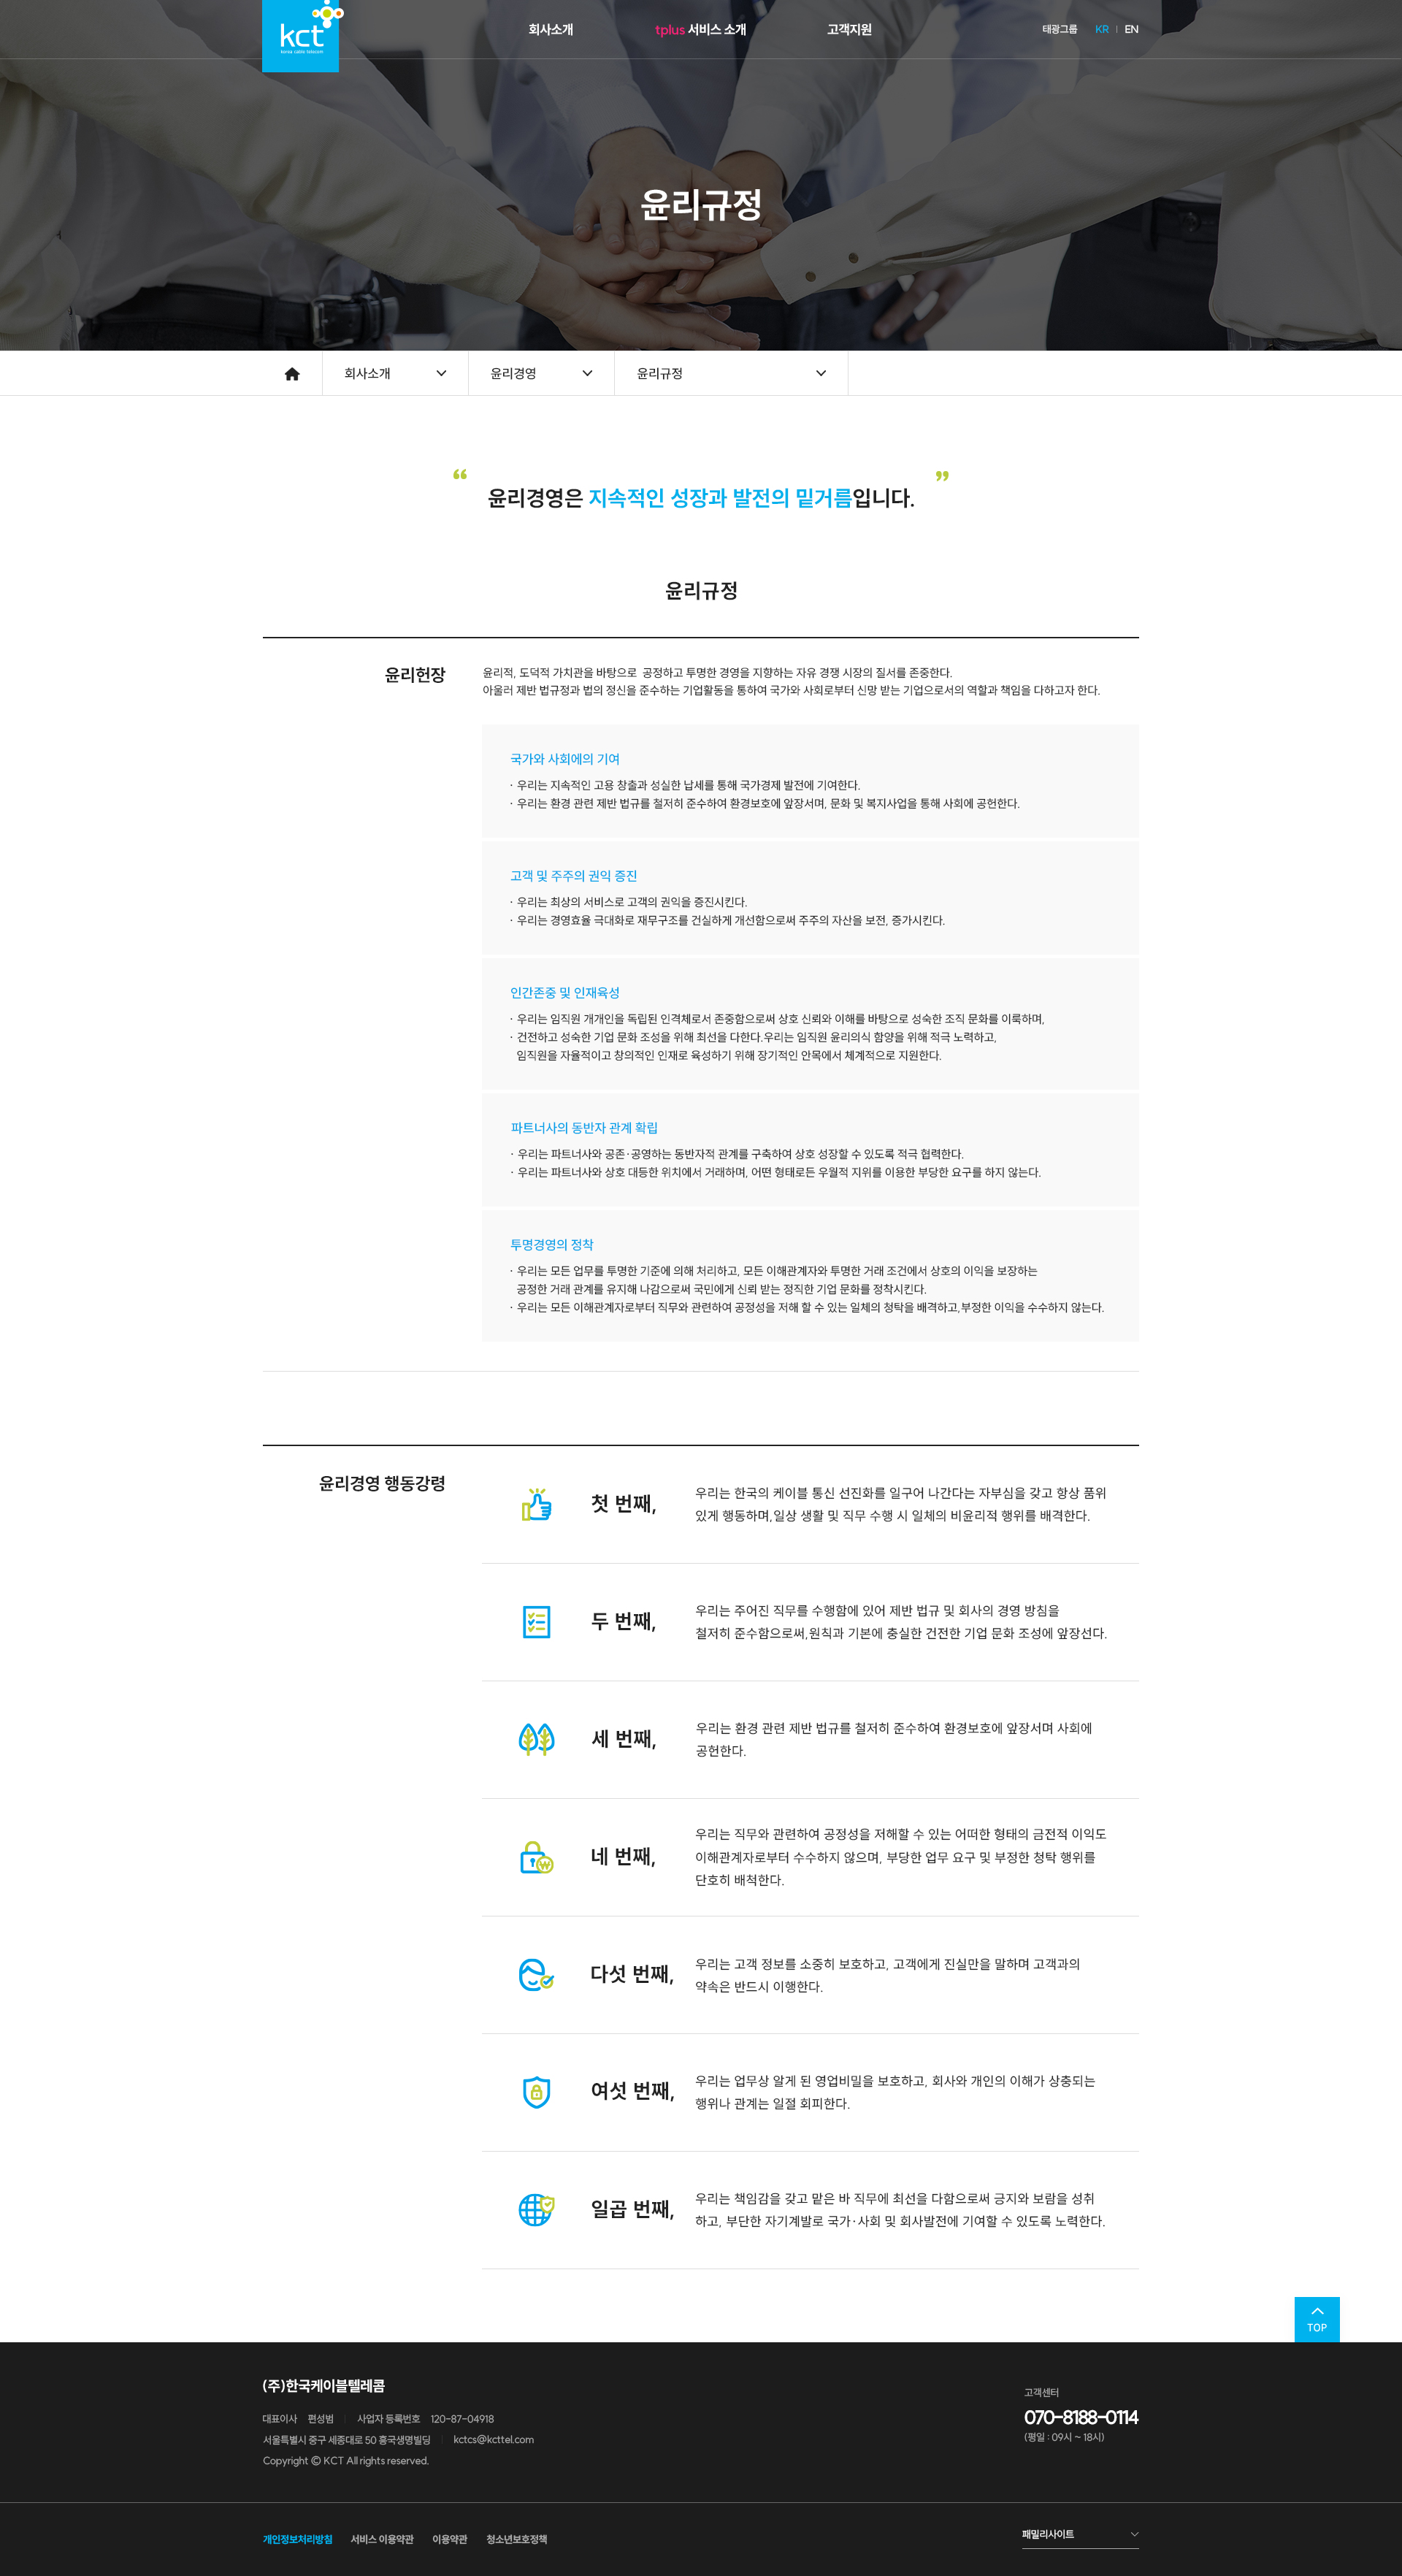 kct
korea cable telecom
회사소개
tplus 서비스 소개
고객지원
태광그룹
KR | EN
윤리규정
회사소개
윤리경영
윤리규정
“ 윤리경영은 지속적인 성장과 발전의 밑거름입니다. ”
윤리규정
윤리헌장
윤리적, 도덕적 가치관을 바탕으로 공정하고 투명한 경영을 지향하는 자유 경쟁 시장의 질서를 존중한다.
아울러 제반 법규정과 법의 정신을 준수하는 기업활동을 통하여 국가와 사회로부터 신망 받는 기업으로서의 역할과 책임을 다하고자 한다.
국가와 사회에의 기여
· 우리는 지속적인 고용 창출과 성실한 납세를 통해 국가경제 발전에 기여한다.
· 우리는 환경 관련 제반 법규를 철저히 준수하여 환경보호에 앞장서며, 문화 및 복지사업을 통해 사회에 공헌한다.
고객 및 주주의 권익 증진
· 우리는 최상의 서비스로 고객의 권익을 증진시킨다.
· 우리는 경영효율 극대화로 재무구조를 건실하게 개선함으로써 주주의 자산을 보전, 증가시킨다.
인간존중 및 인재육성
· 우리는 임직원 개개인을 독립된 인격체로서 존중함으로써 상호 신뢰와 이해를 바탕으로 성숙한 조직 문화를 이룩하며,
· 건전하고 성숙한 기업 문화 조성을 위해 최선을 다한다.우리는 임직원 윤리의식 함양을 위해 적극 노력하고,
임직원을 자율적이고 창의적인 인재로 육성하기 위해 장기적인 안목에서 체계적으로 지원한다.
파트너사의 동반자 관계 확립
· 우리는 파트너사와 공존·공영하는 동반자적 관계를 구축하여 상호 성장할 수 있도록 적극 협력한다.
· 우리는 파트너사와 상호 대등한 위치에서 거래하며, 어떤 형태로든 우월적 지위를 이용한 부당한 요구를 하지 않는다.
투명경영의 정착
· 우리는 모든 업무를 투명한 기준에 의해 처리하고, 모든 이해관계자와 투명한 거래 조건에서 상호의 이익을 보장하는
공정한 거래 관계를 유지해 나감으로써 국민에게 신뢰 받는 정직한 기업 문화를 정착시킨다.
· 우리는 모든 이해관계자로부터 직무와 관련하여 공정성을 저해 할 수 있는 일체의 청탁을 배격하고,부정한 이익을 수수하지 않는다.
윤리경영 행동강령
첫 번째,
우리는 한국의 케이블 통신 선진화를 일구어 나간다는 자부심을 갖고 항상 품위
있게 행동하며,일상 생활 및 직무 수행 시 일체의 비윤리적 행위를 배격한다.
두 번째,
우리는 주어진 직무를 수행함에 있어 제반 법규 및 회사의 경영 방침을
철저히 준수함으로써,원칙과 기본에 충실한 건전한 기업 문화 조성에 앞장선다.
세 번째,
우리는 환경 관련 제반 법규를 철저히 준수하여 환경보호에 앞장서며 사회에
공헌한다.
네 번째,
우리는 직무와 관련하여 공정성을 저해할 수 있는 어떠한 형태의 금전적 이익도
이해관계자로부터 수수하지 않으며, 부당한 업무 요구 및 부정한 청탁 행위를
단호히 배척한다.
다섯 번째,
우리는 고객 정보를 소중히 보호하고, 고객에게 진실만을 말하며 고객과의
약속은 반드시 이행한다.
여섯 번째,
우리는 업무상 알게 된 영업비밀을 보호하고, 회사와 개인의 이해가 상충되는
행위나 관계는 일절 회피한다.
일곱 번째,
우리는 책임감을 갖고 맡은 바 직무에 최선을 다함으로써 긍지와 보람을 성취
하고, 부단한 자기계발로 국가·사회 및 회사발전에 기여할 수 있도록 노력한다.
TOP
(주)한국케이블텔레콤
대표이사 편성범 | 사업자 등록번호 120-87-04918
서울특별시 중구 세종대로 50 흥국생명빌딩 | kctcs@kcttel.com
Copyright © KCT All rights reserved.
고객센터
070-8188-0114
(평일 : 09시 ~ 18시)
개인정보처리방침 서비스 이용약관 이용약관 청소년보호정책
패밀리사이트